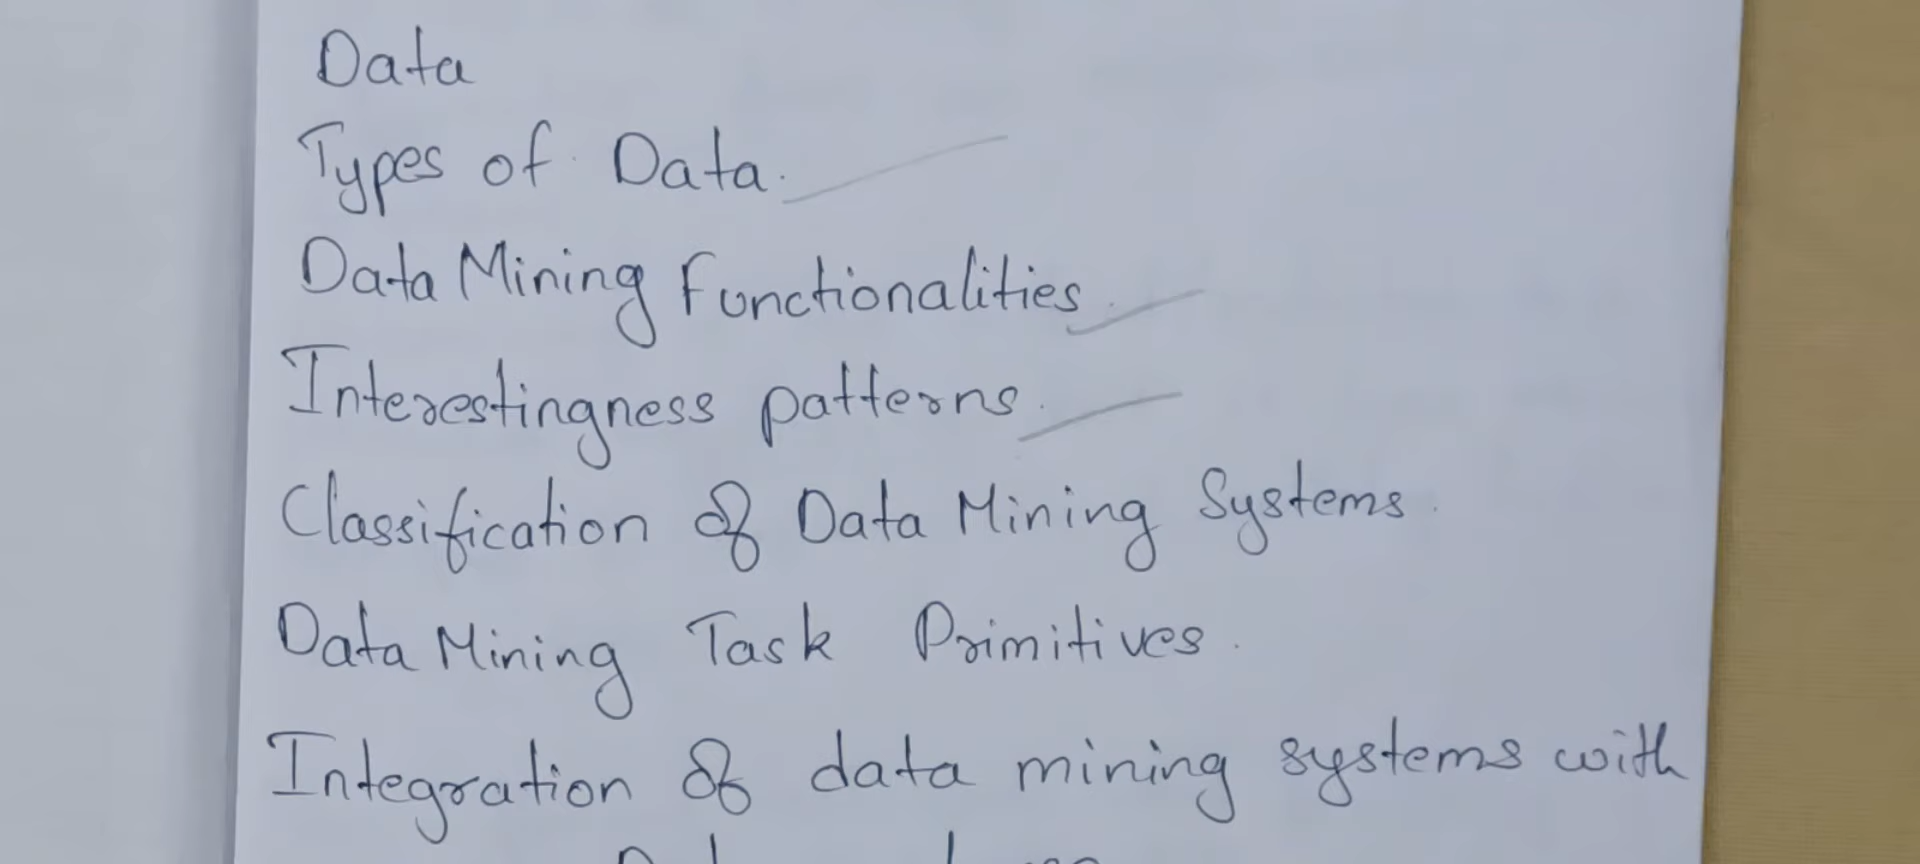 Data
Types of Data.
Data Mining Functionalities.
Interestingness patterns.
Classification of Data Mining Systems.
Data Mining Task Primitives.
Integration of data mining systems with